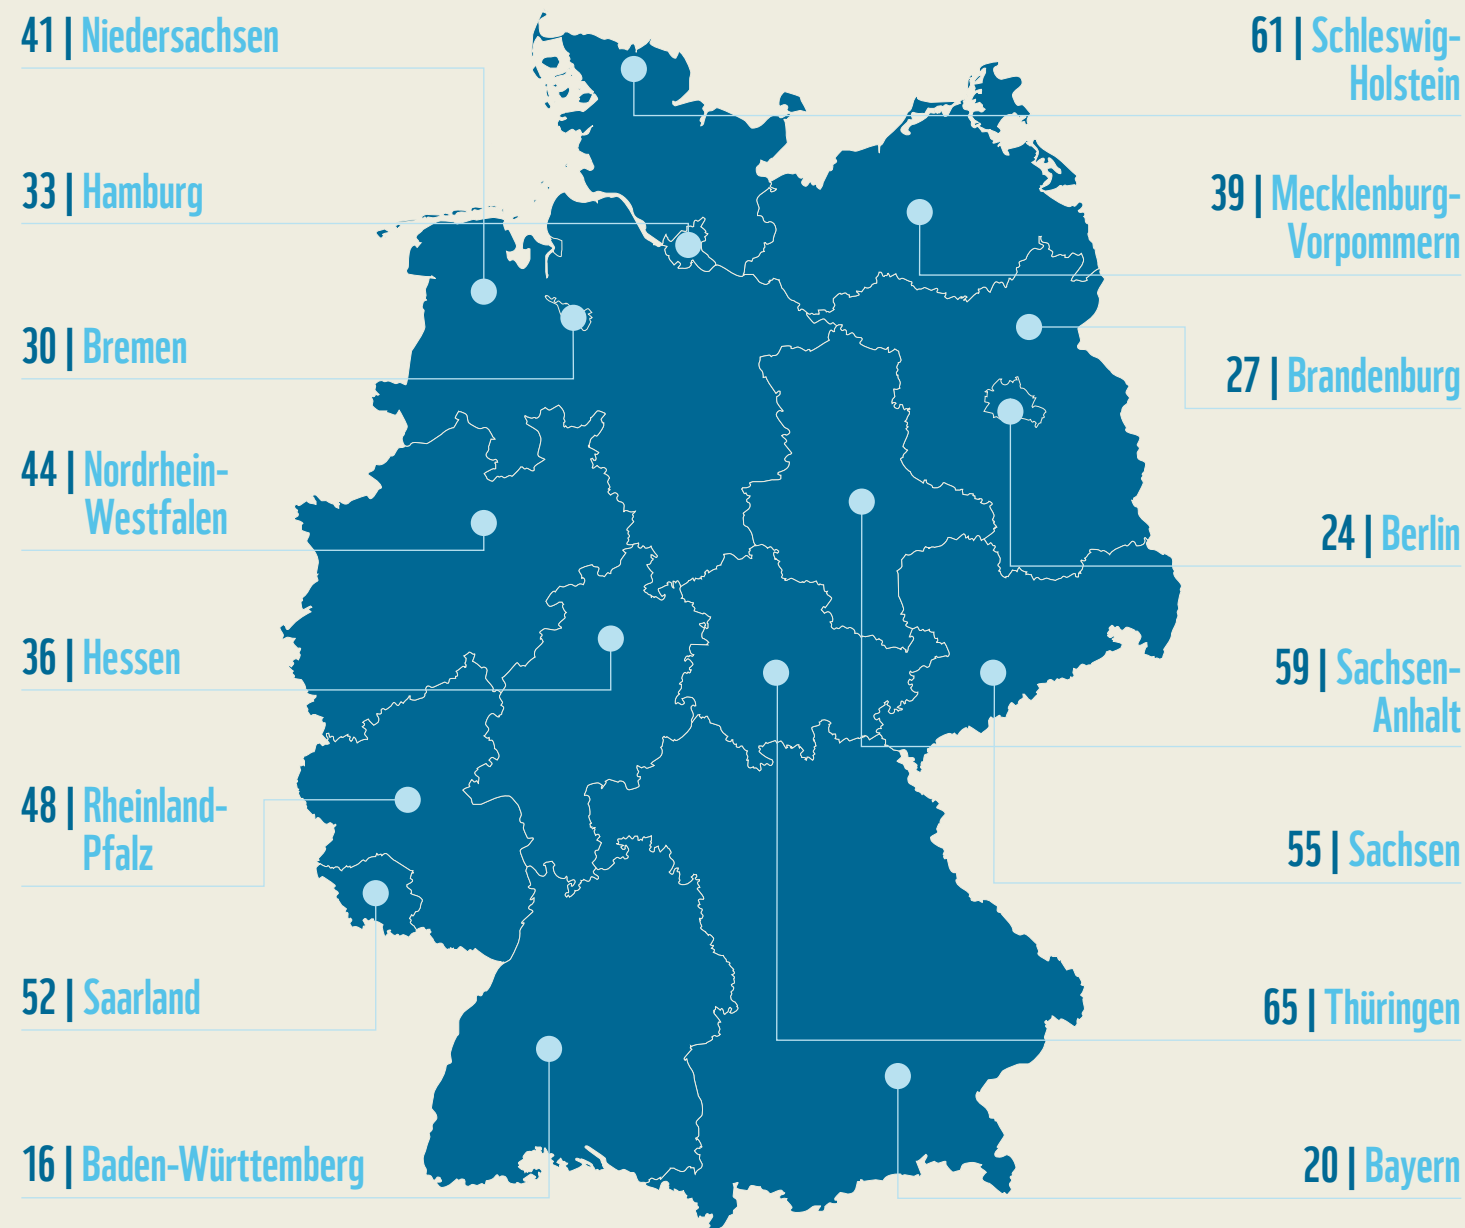 41 | Niedersachsen
33 | Hamburg
30 | Bremen
44 | Nordrhein-
Westfalen
36 | Hessen
48 | Rheinland-
Pfalz
52 | Saarland
16 | Baden-Württemberg
61 | Schleswig-
Holstein
39 | Mecklenburg-
Vorpommern
27 | Brandenburg
24 | Berlin
59 | Sachsen-
Anhalt
55 | Sachsen
65 | Thüringen
20 | Bayern